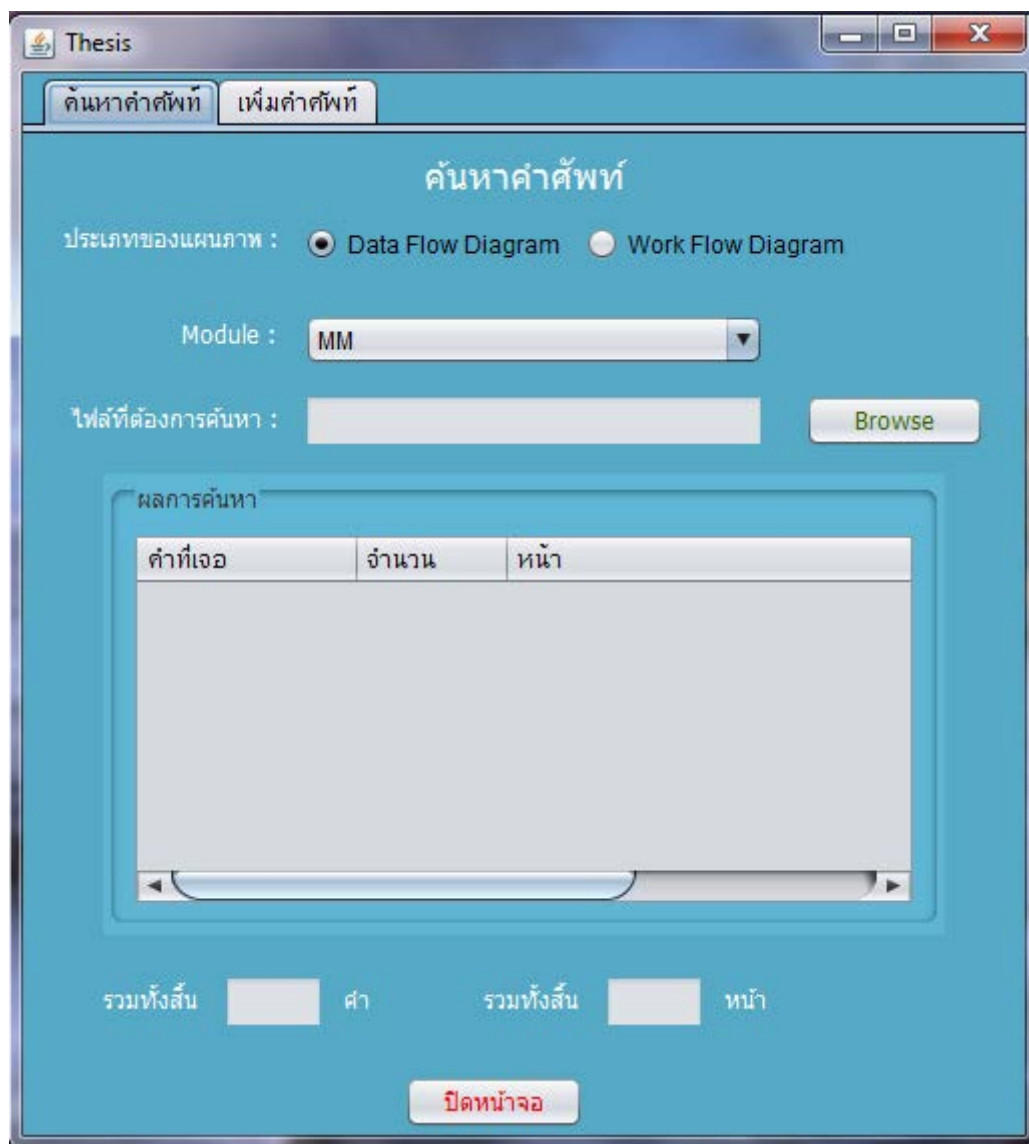 Thesis
ค้นหาคำศัพท์ เพิ่มคำศัพท์
ค้นหาคำศัพท์
ประเภทของแผนภาพ : Data Flow Diagram Work Flow Diagram
Module : MM
ไฟล์ที่ต้องการค้นหา : Browse
ผลการค้นหา
คำที่เจอ จำนวน หน้า
รวมทั้งสิ้น คำ รวมทั้งสิ้น หน้า
ปิดหน้าจอ